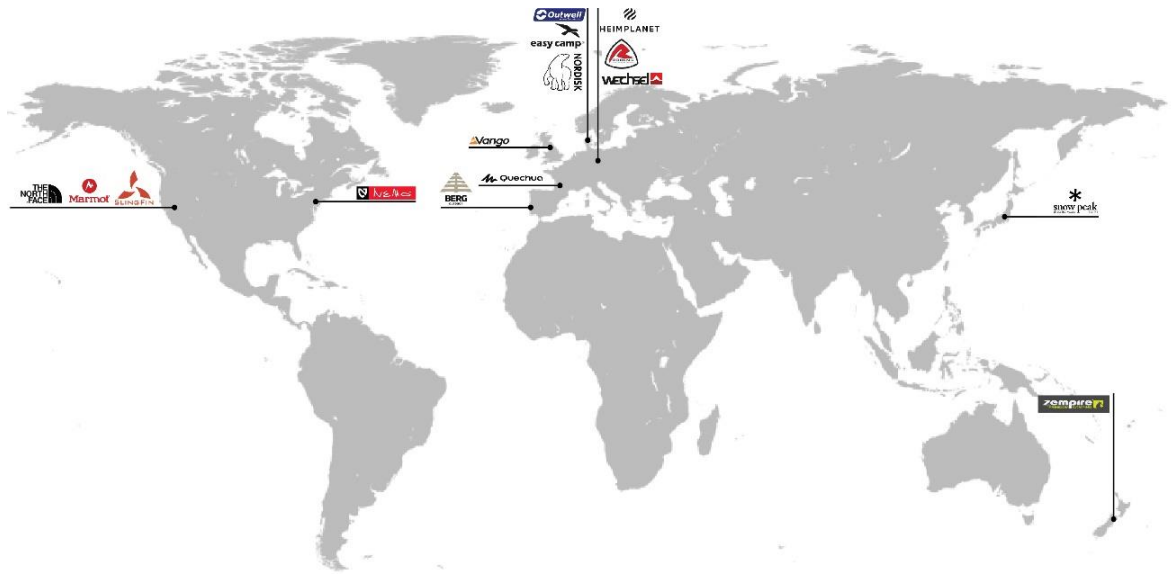 Outwell
easy camp
NORDISK
HEIMPLANET
wechsel
Vango
Quechua
BERG
THE
NORTH
FACE
Marmot
SLINGFIN
NEMO
snow peak
zempire